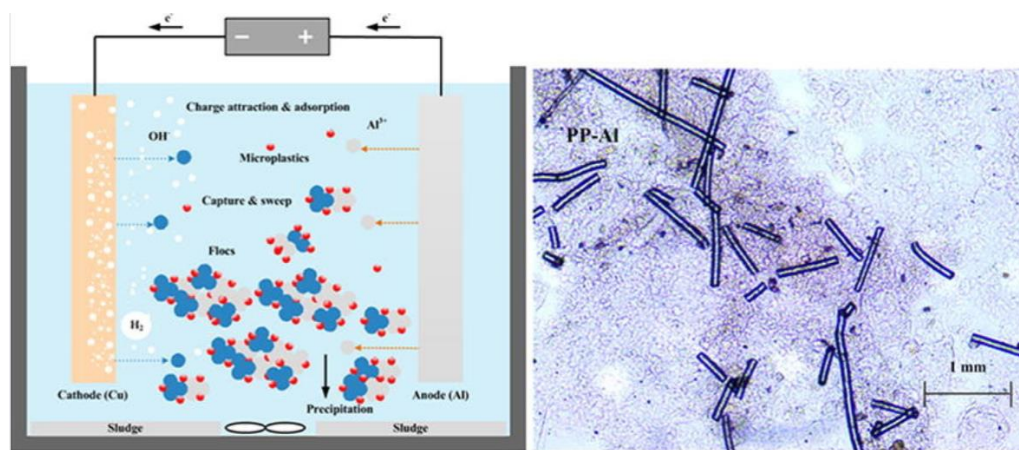 e⁻
e⁻
− +
Charge attraction & adsorption
OH⁻
Al³⁺
Microplastics
Capture & sweep
Flocs
H₂
Cathode (Cu)
Anode (Al)
Precipitation
Sludge
Sludge
PP-Al
1 mm